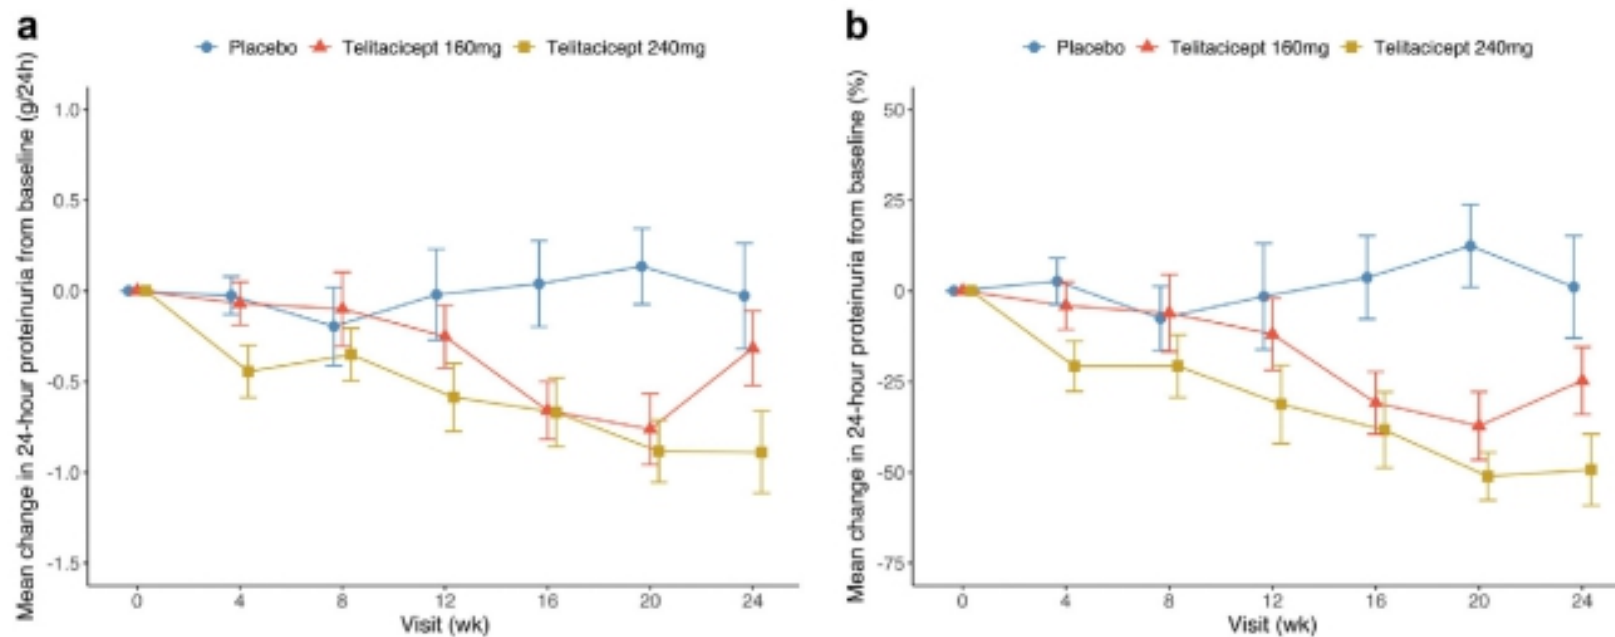 a
Placebo Telitacicept 160mg Telitacicept 240mg
Mean change in 24-hour proteinuria from baseline (g/24h)
1.0
0.5
0.0
-0.5
-1.0
-1.5
0 4 8 12 16 20 24
Visit (wk)
b
Placebo Telitacicept 160mg Telitacicept 240mg
Mean change in 24-hour proteinuria from baseline (%)
50
25
0
-25
-50
-75
0 4 8 12 16 20 24
Visit (wk)